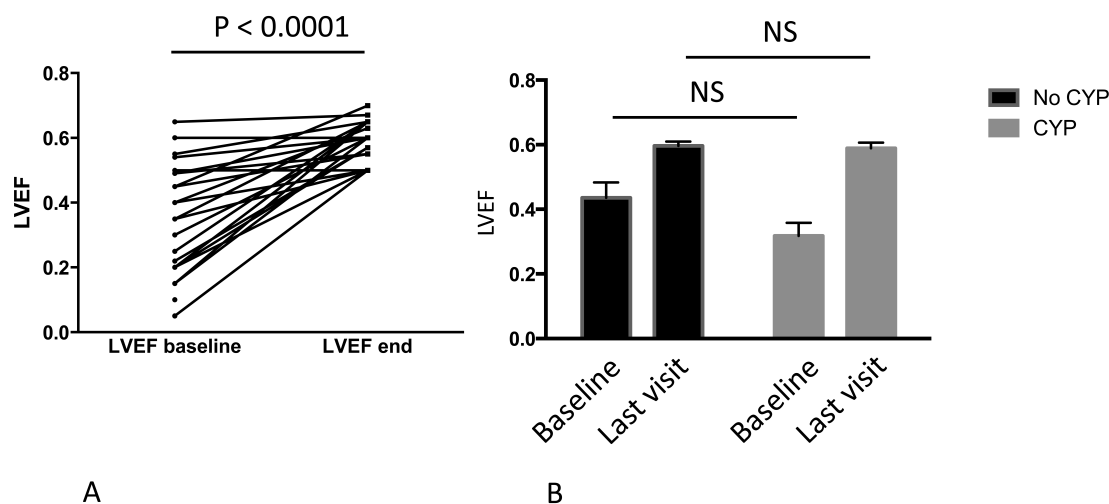 P < 0.0001
0.8
0.6
0.4
0.2
0.0
LVEF
LVEF baseline
LVEF end
A
NS
NS
0.8
0.6
0.4
0.2
0.0
LVEF
Baseline
Last visit
Baseline
Last visit
No CYP
CYP
B